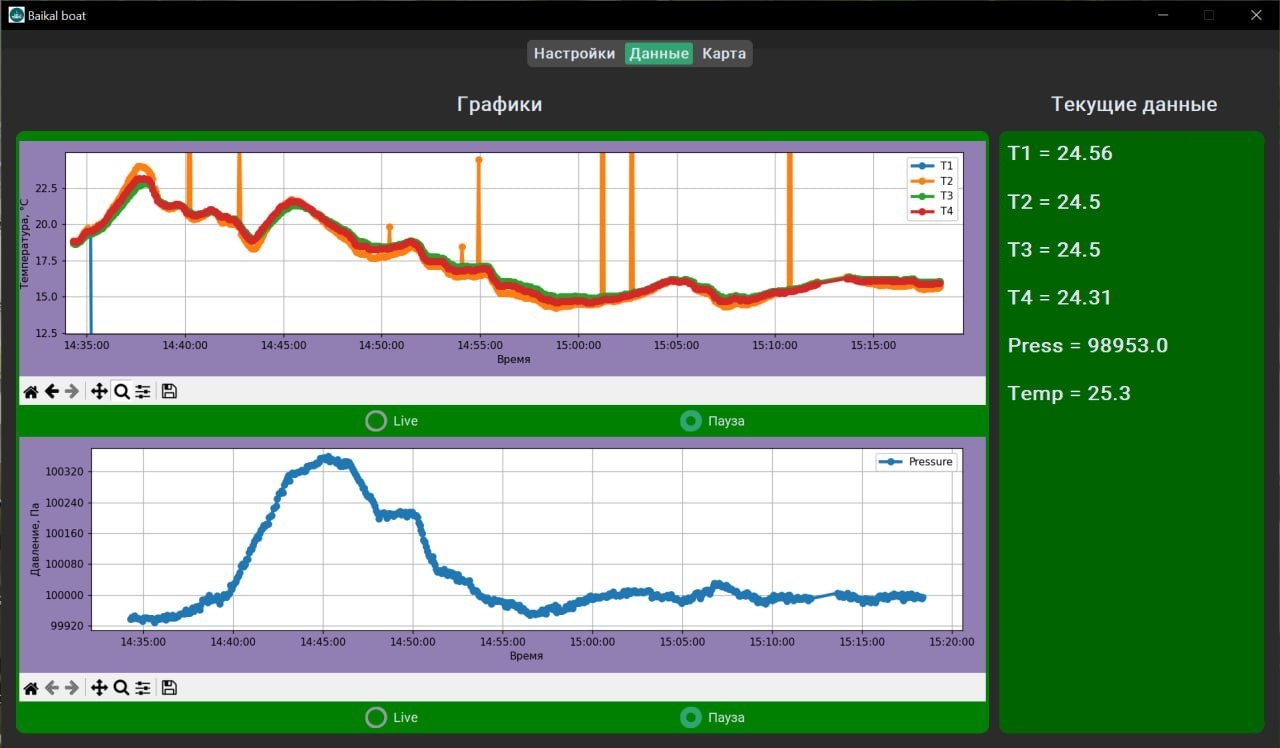 Baikal boat
Настройки Данные Карта
Графики
Текущие данные
Температура, °C
22.5
20.0
17.5
15.0
12.5
T1
T2
T3
T4
14:35:00 14:40:00 14:45:00 14:50:00 14:55:00 15:00:00 15:05:00 15:10:00 15:15:00
Время
Live Пауза
Давление, Па
100320
100240
100160
100080
100000
99920
Pressure
14:35:00 14:40:00 14:45:00 14:50:00 14:55:00 15:00:00 15:05:00 15:10:00 15:15:00 15:20:00
Время
Live Пауза
T1 = 24.56
T2 = 24.5
T3 = 24.5
T4 = 24.31
Press = 98953.0
Temp = 25.3